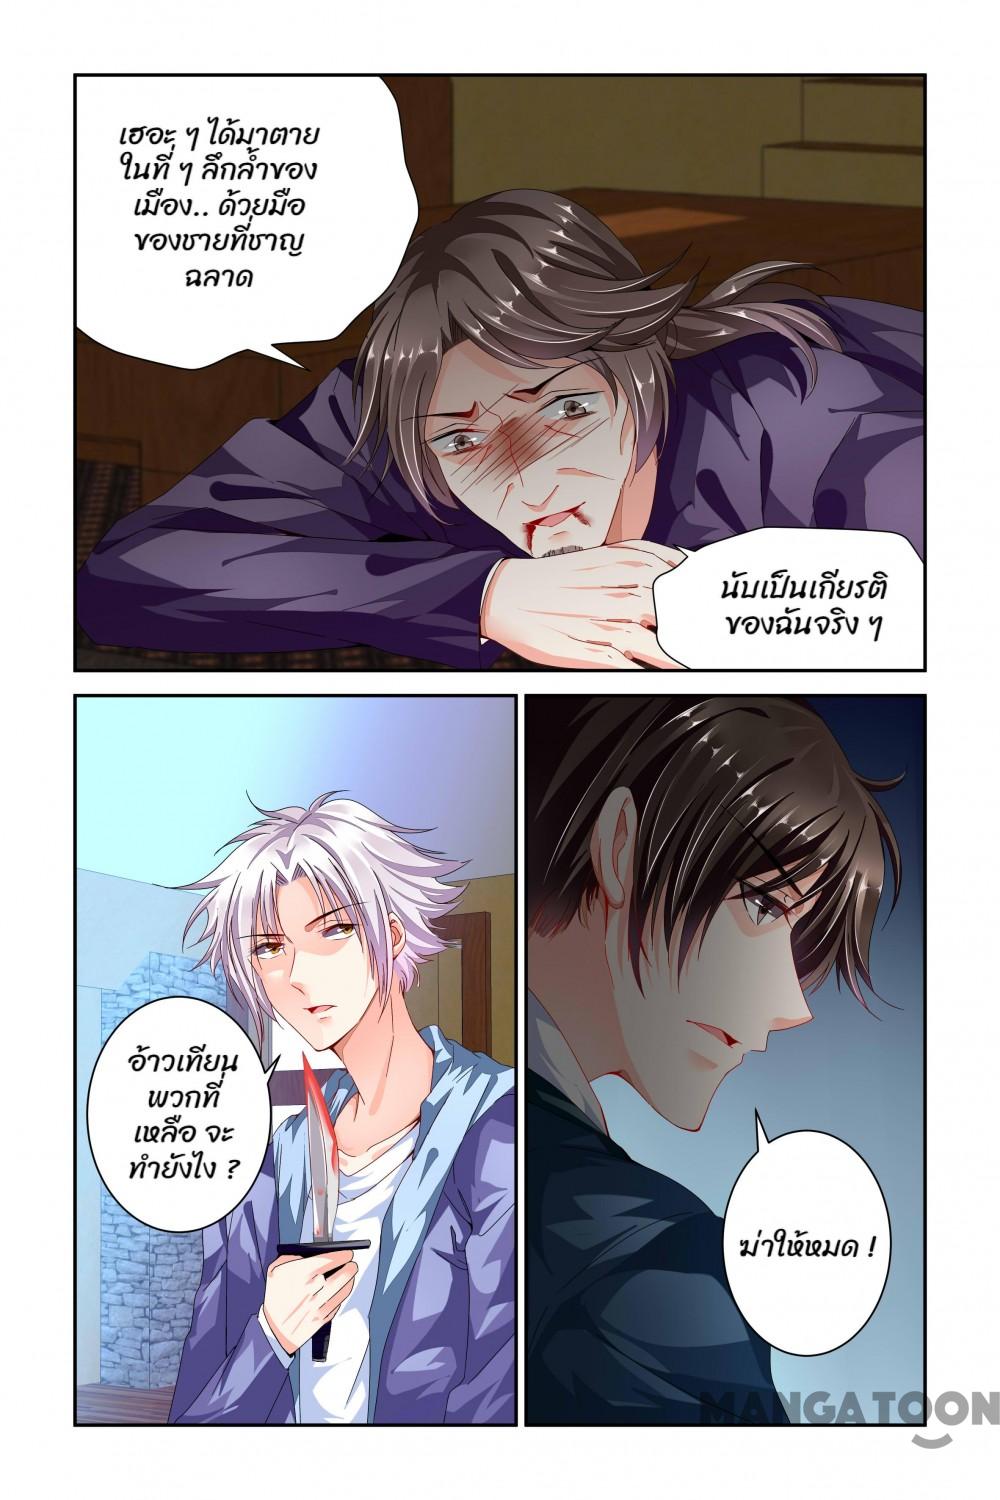 เฮอะ ๆ ได้มาตาย
ในที่ ๆ ลึกล้ำของ
เมือง.. ด้วยมือ
ของชายที่ชาญ
ฉลาด
นับเป็นเกียรติ
ของฉันจริง ๆ
อ้าวเทียน
พวกที่
เหลือ จะ
ทำยังไง ?
ฆ่าให้หมด !
MANGATOON